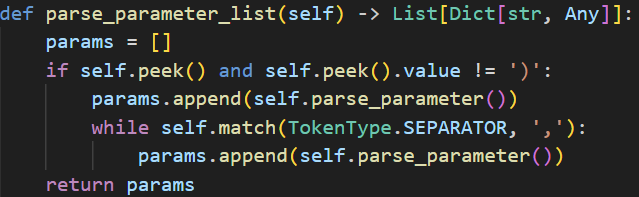 def parse_parameter_list(self) -> List[Dict[str, Any]]:
    params = []
    if self.peek() and self.peek().value != ')':
        params.append(self.parse_parameter())
        while self.match(TokenType.SEPARATOR, ','):
            params.append(self.parse_parameter())
    return params